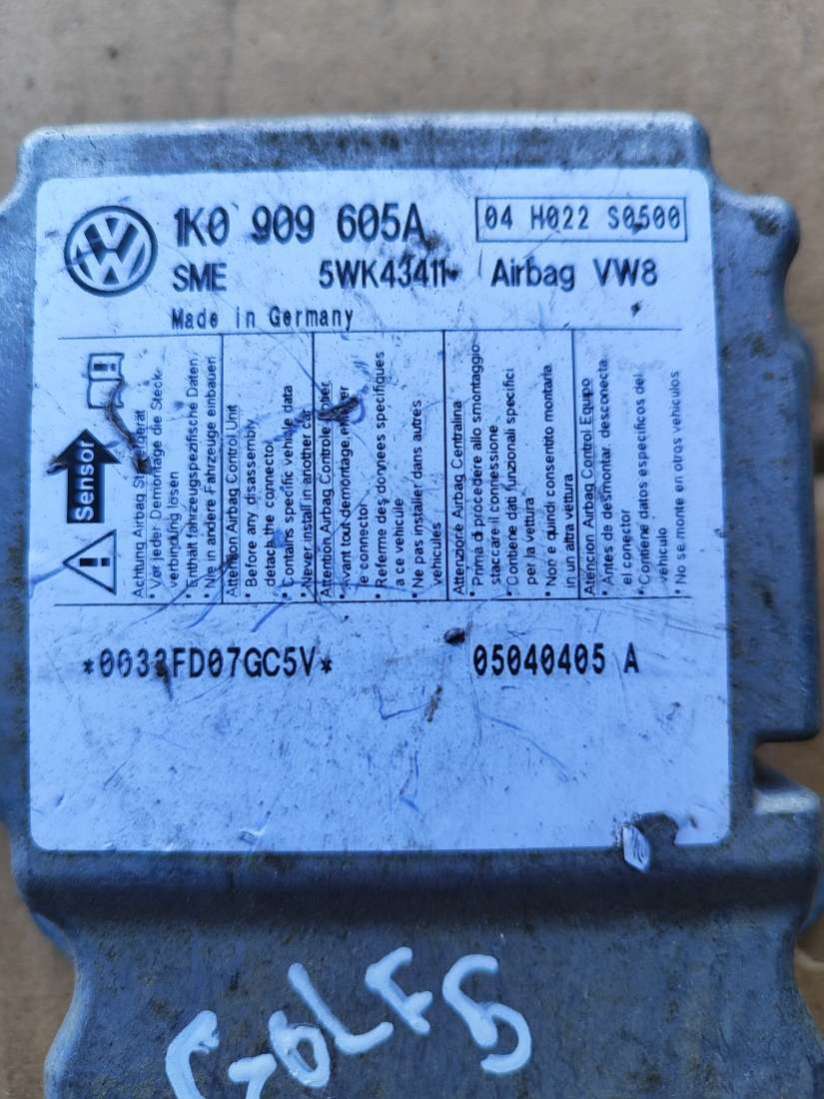 1K0 909 605A
04 H022 S0500
SME 5WK43411 Airbag VW8
Made in Germany
Sensor
Achtung Airbag
• Vor jeder Demontage die Steck-
verbindung lösen
• Enthält fahrzeugspezifische Daten
• Nie in andere Fahrzeuge einbauen
Attention Airbag Control Unit
• Before any disassembly
detach the connector
• Contains specific vehicle data
• Never install in another car
Attention Airbag Controle
• Avant tout demontage enlever
le connector
• Referme des donnees specifiques
a ce vehicule
• Ne pas installer dans autres
vehicules
Attenzione Airbag Centralina
• Prima di procedere allo smontaggio
staccare il connessione
• Contiene dati funzionali specifici
per la vettura
• Non e quindi consentito montarla
in un altra vettura
Atencion Airbag Control Equipo
• Antes de desmontar desconecta
el conector
• Contiene datos especificos del
vehiculo
• No se monte en otros vehiculos
05040405 A
GOLF 5